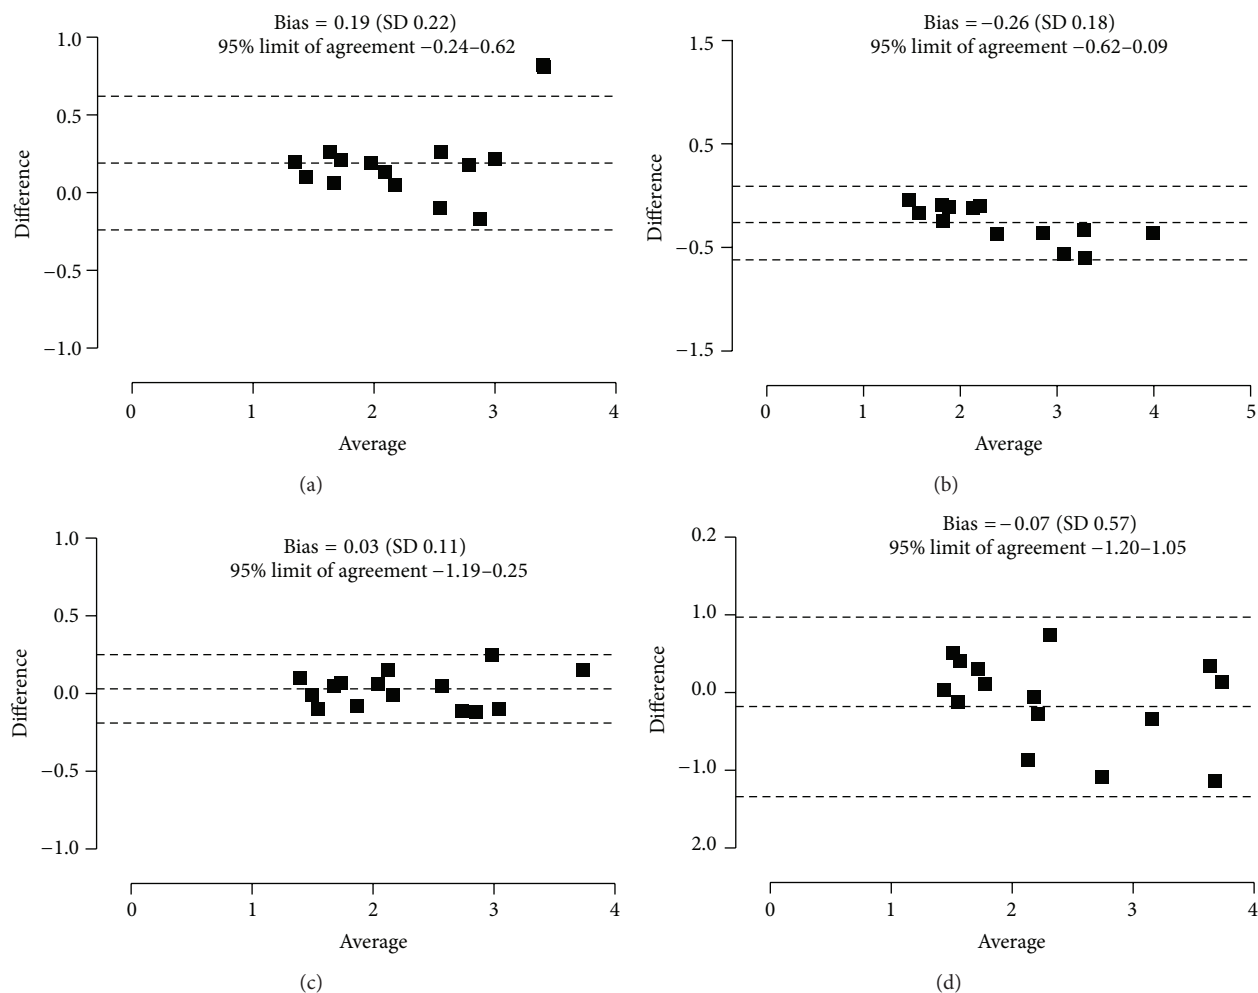 Bias = 0.19 (SD 0.22)
95% limit of agreement −0.24–0.62
1.0
0.5
0.0
−0.5
−1.0
Difference
0 1 2 3 4
Average
(a)
Bias = −0.26 (SD 0.18)
95% limit of agreement −0.62–0.09
1.5
0.5
−0.5
−1.5
Difference
0 1 2 3 4 5
Average
(b)
Bias = 0.03 (SD 0.11)
95% limit of agreement −1.19–0.25
1.0
0.5
0.0
−0.5
−1.0
Difference
0 1 2 3 4
Average
(c)
Bias = −0.07 (SD 0.57)
95% limit of agreement −1.20–1.05
0.2
1.0
0.0
−1.0
2.0
Difference
0 1 2 3 4
Average
(d)